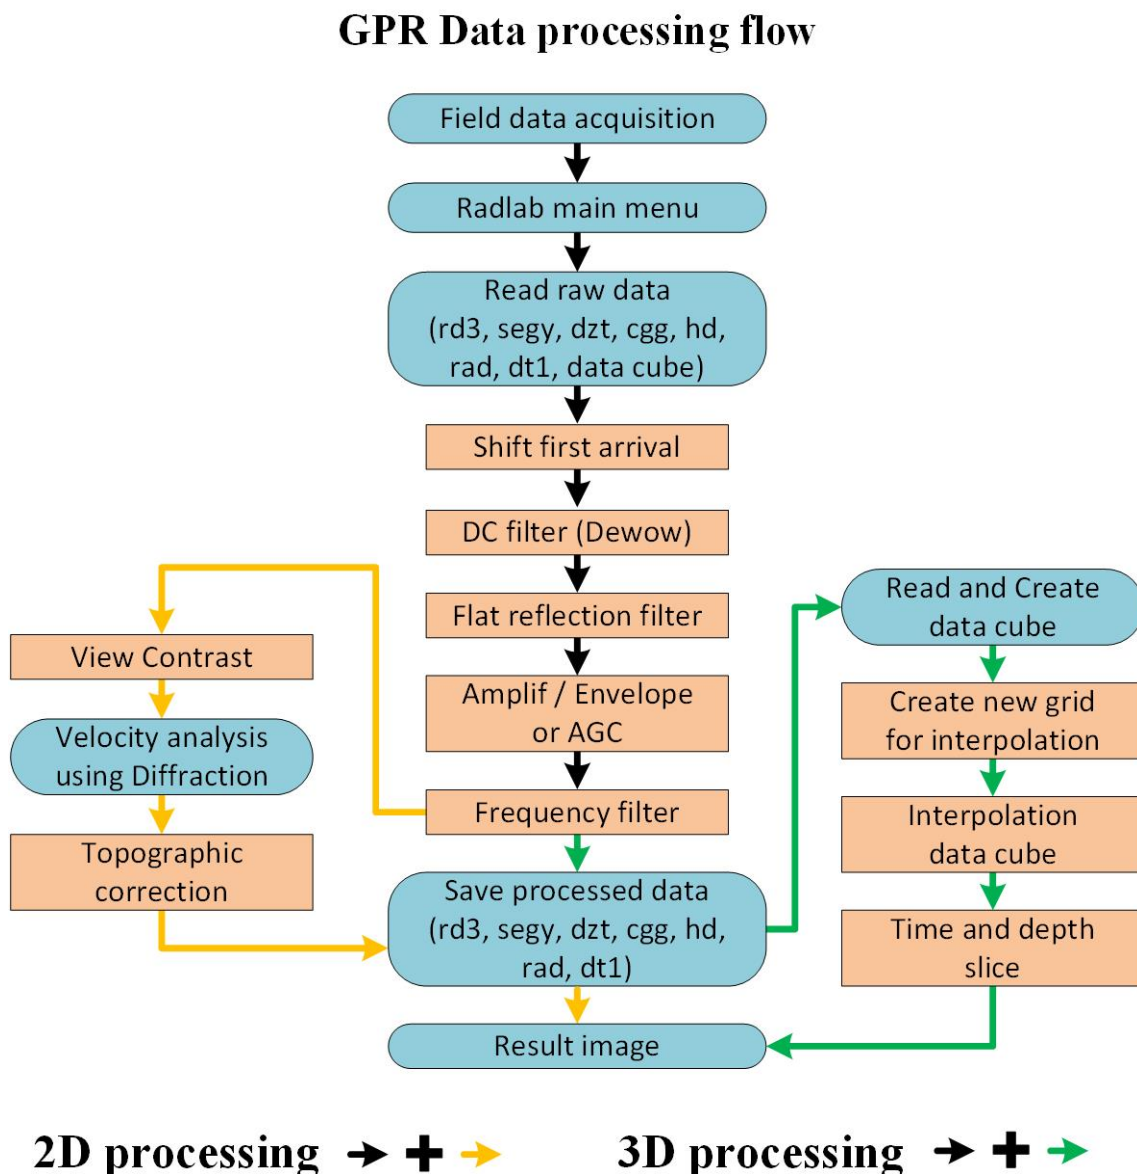 GPR Data processing flow
Field data acquisition
Radlab main menu
Read raw data
(rd3, segy, dzt, cgg, hd,
rad, dt1, data cube)
Shift first arrival
DC filter (Dewow)
Flat reflection filter
Amplif / Envelope
or AGC
Frequency filter
View Contrast
Velocity analysis
using Diffraction
Topographic
correction
Save processed data
(rd3, segy, dzt, cgg, hd,
rad, dt1)
Read and Create
data cube
Create new grid
for interpolation
Interpolation
data cube
Time and depth
slice
Result image
2D processing +
3D processing +